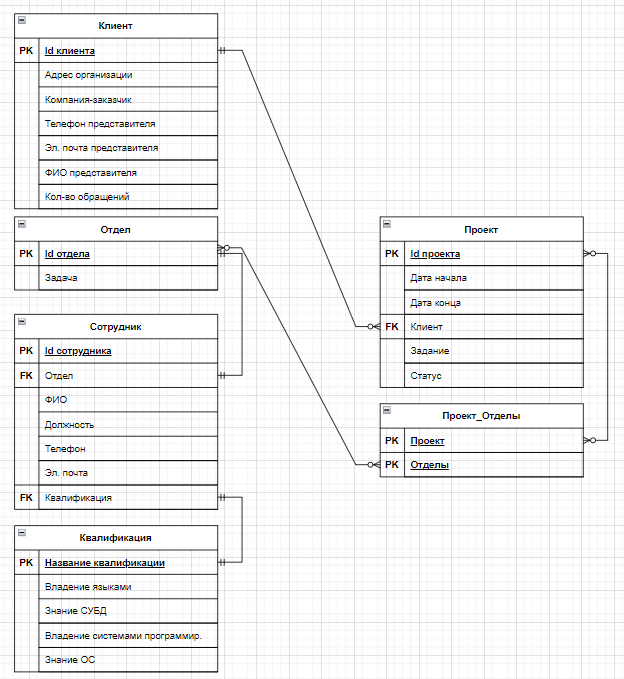 Клиент
PK Id клиента
Адрес организации
Компания-заказчик
Телефон представителя
Эл. почта представителя
ФИО представителя
Кол-во обращений
Отдел
PK Id отдела
Задача
Сотрудник
PK Id сотрудника
FK Отдел
ФИО
Должность
Телефон
Эл. почта
FK Квалификация
Квалификация
PK Название квалификации
Владение языками
Знание СУБД
Владение системами программир.
Знание ОС
Проект
PK Id проекта
Дата начала
Дата конца
FK Клиент
Задание
Статус
Проект_Отделы
PK Проект
PK Отделы